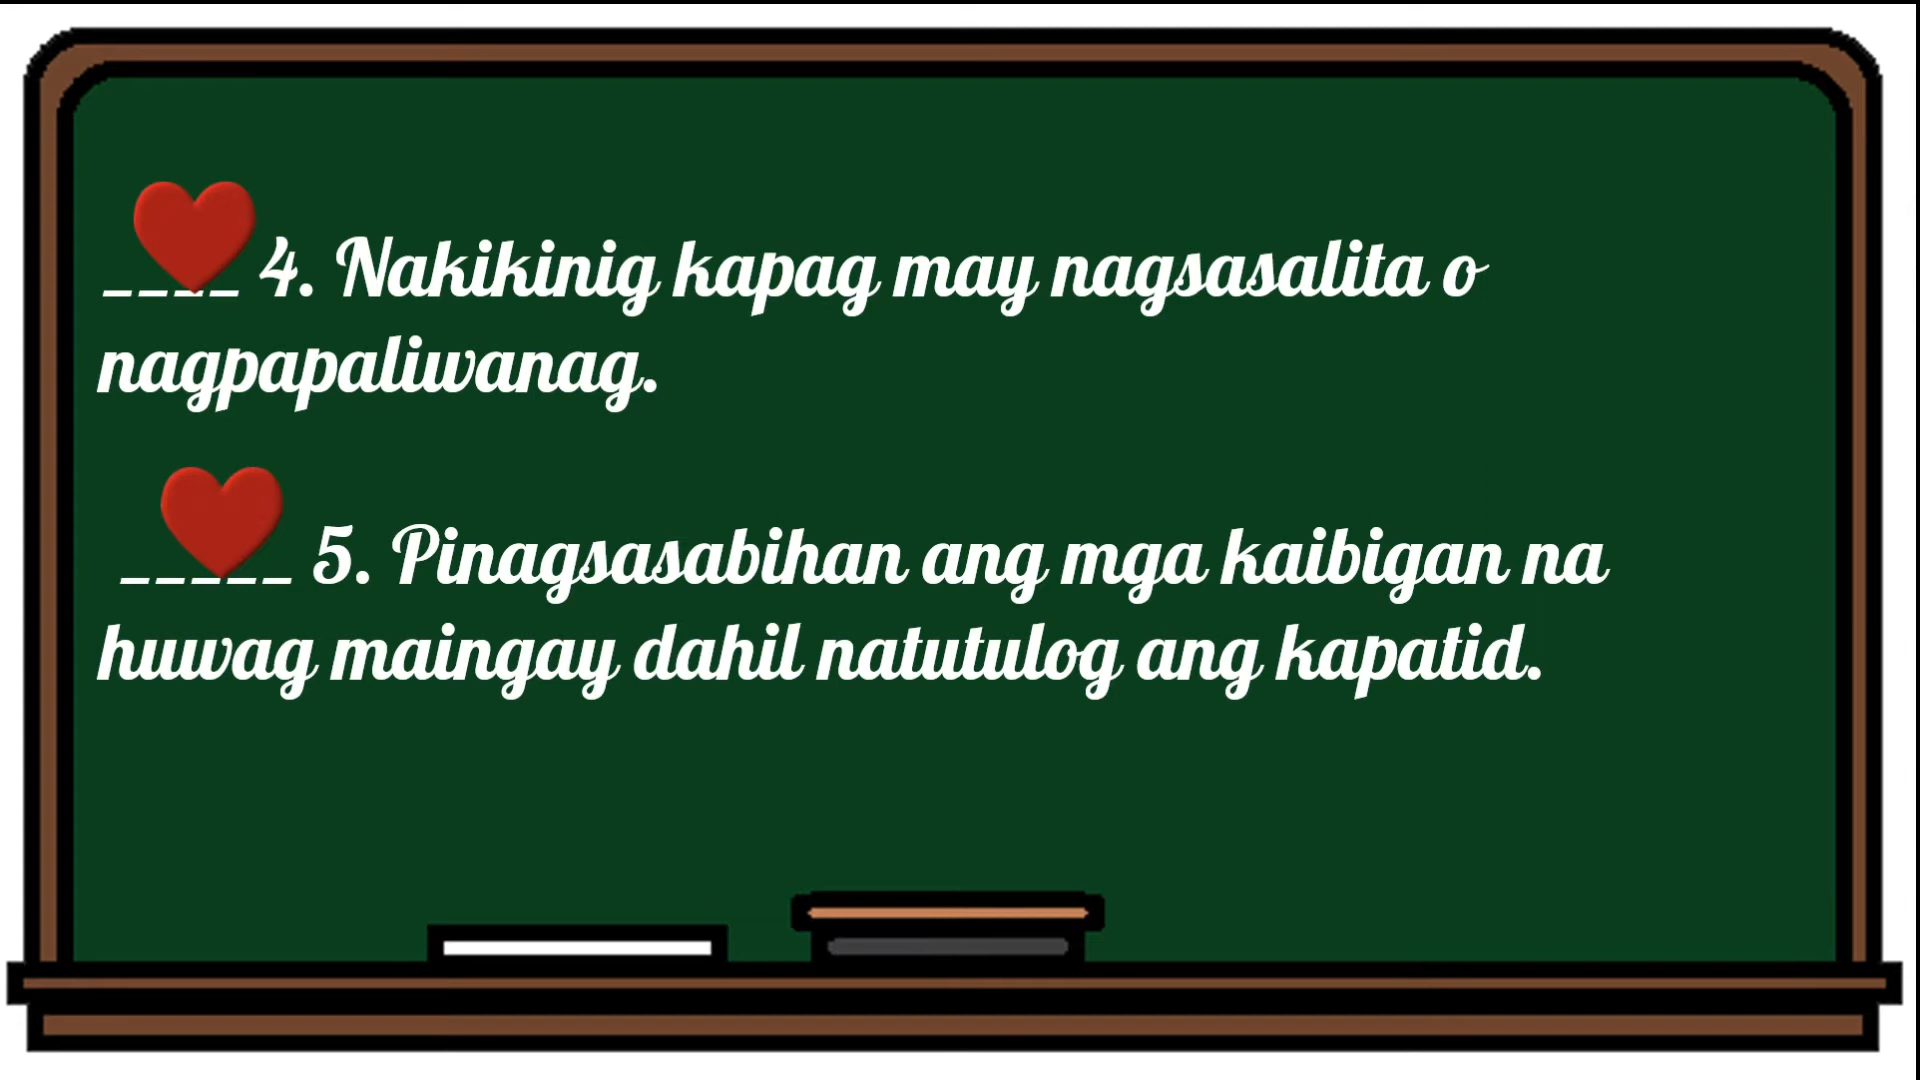 ____ 4. Nakikinig kapag may nagsasalita o
nagpapaliwanag.
_____ 5. Pinagsasabihan ang mga kaibigan na
huwag maingay dahil natutulog ang kapatid.